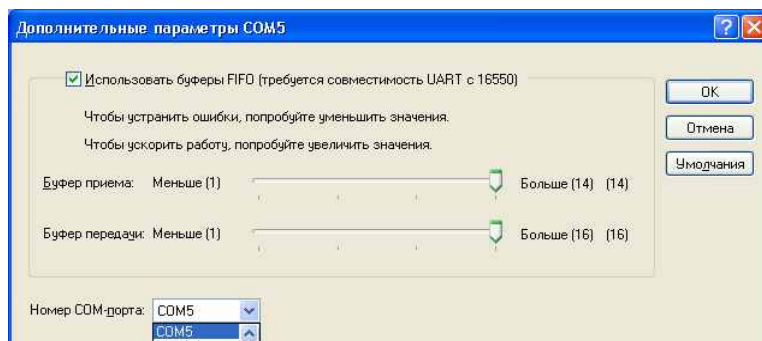 Дополнительные параметры COM5
Использовать буферы FIFO (требуется совместимость UART с 16550)
OK
Чтобы устранить ошибки, попробуйте уменьшить значения.
Отмена
Чтобы ускорить работу, попробуйте увеличить значения.
Умолчания
Буфер приема: Меньше (1) Больше (14) (14)
Буфер передачи: Меньше (1) Больше (16) (16)
Номер COM-порта: COM5
COM5